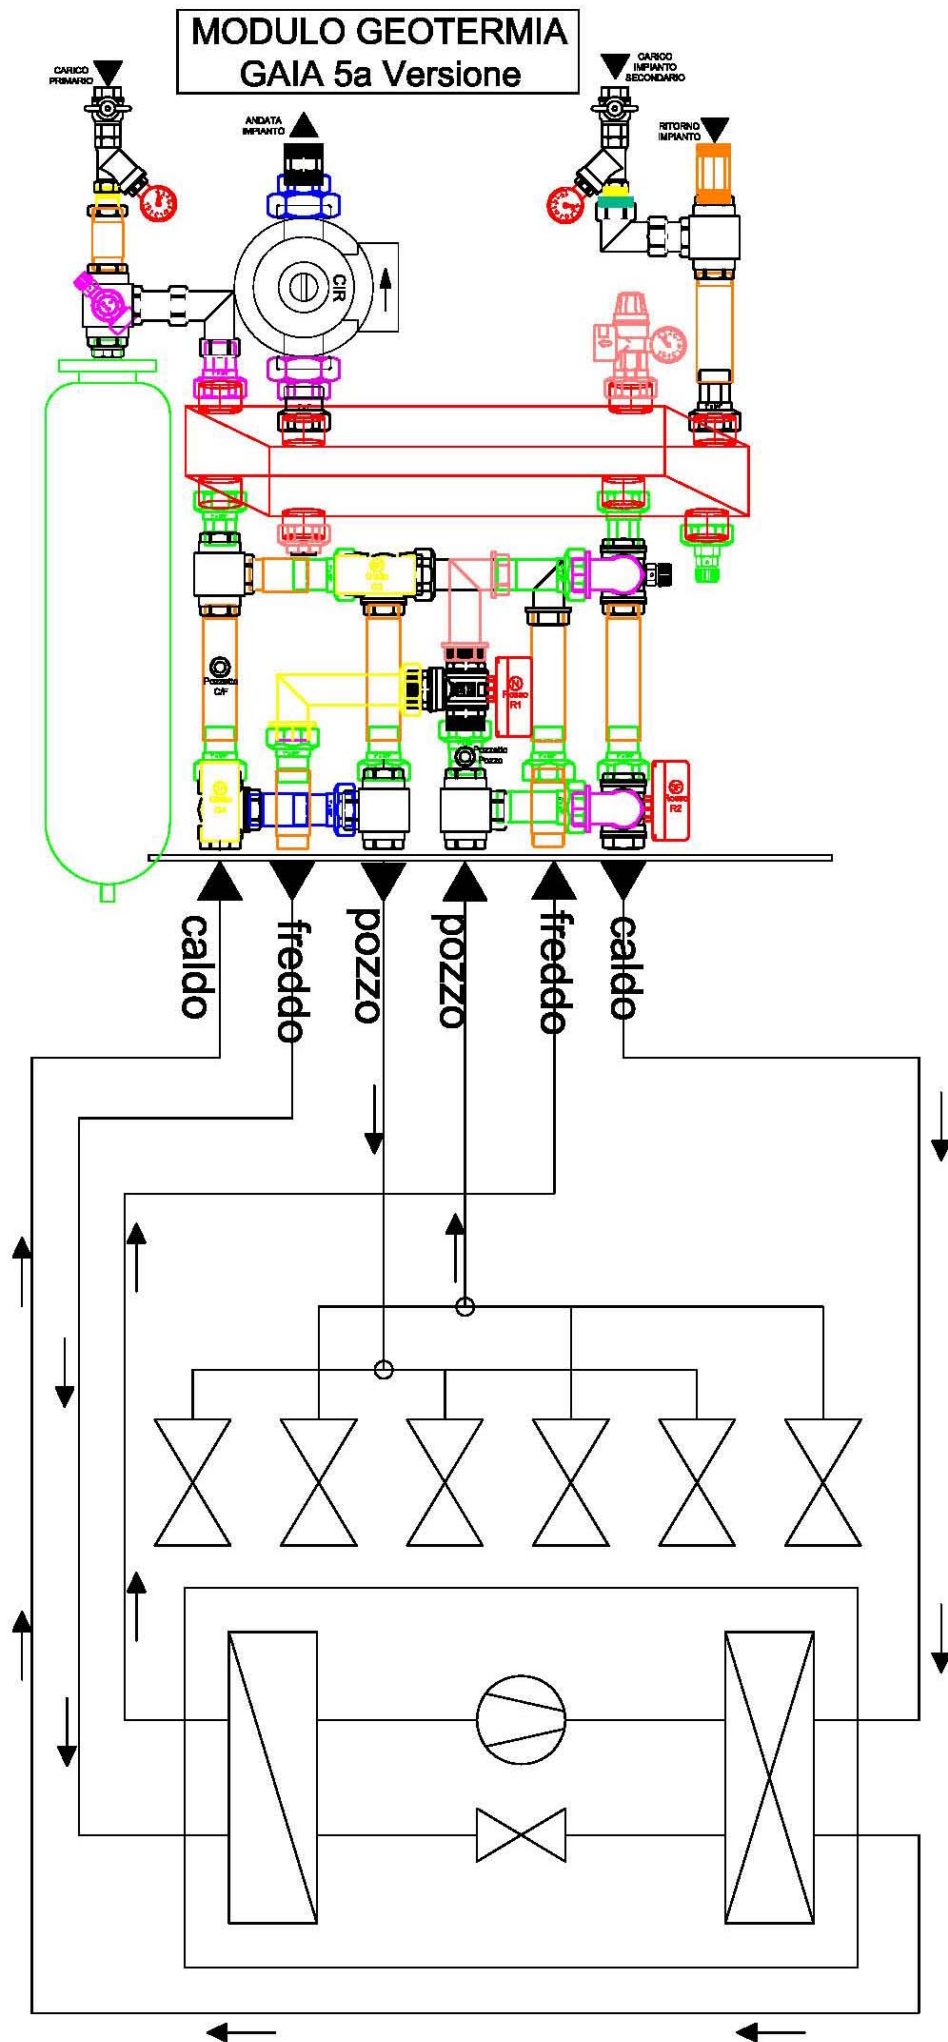 MODULO GEOTERMIA
GAIA 5a Versione
CARICO
PRIMARIO
ANDATA
IMPIANTO
CARICO
IMPIANTO
SECONDARIO
RITORNO
IMPIANTO
CIR
Pozzetto
C/F
Rosso
R1
Pozzetto
Pozzo
Rosso
R2
caldo
freddo
pozzo
pozzo
freddo
caldo